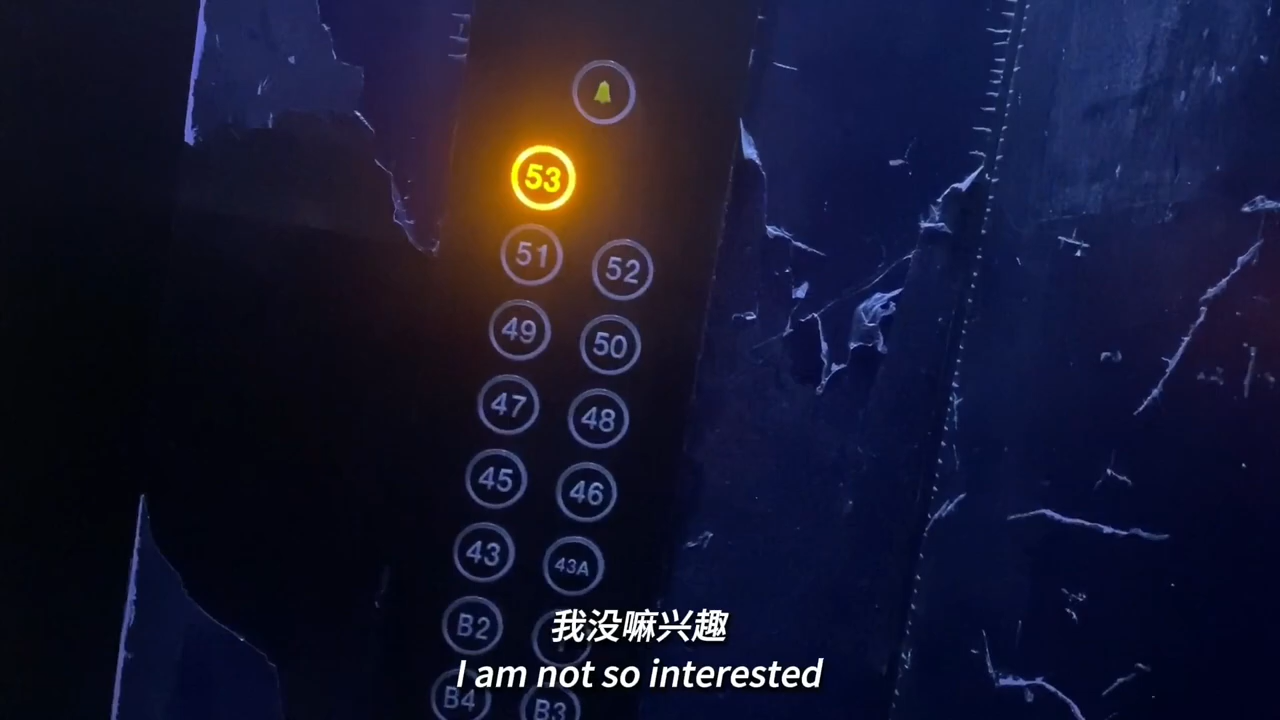 53
51 52
49 50
47 48
45 46
43 43A
B2
我没嘛兴趣
I am not so interested
B4 B3